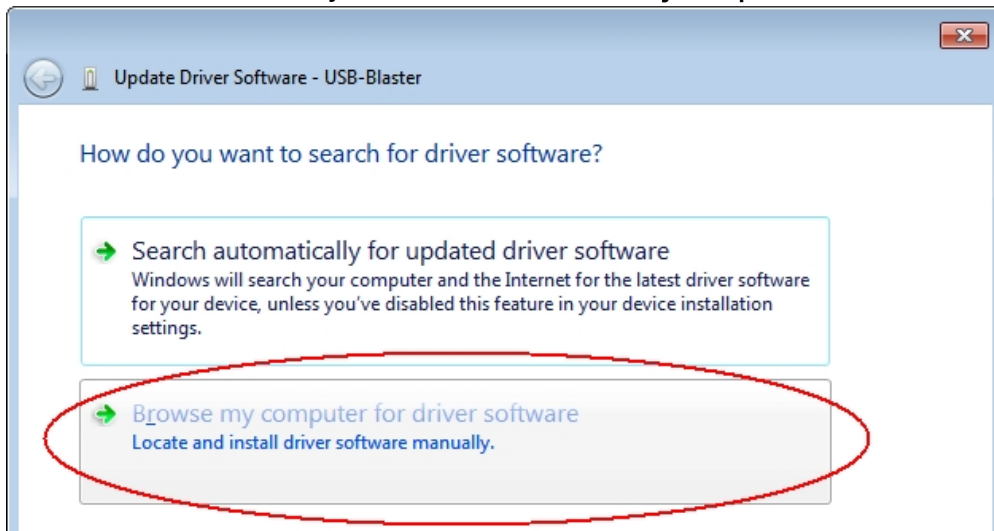 Update Driver Software - USB-Blaster
How do you want to search for driver software?
Search automatically for updated driver software
Windows will search your computer and the Internet for the latest driver software
for your device, unless you've disabled this feature in your device installation
settings.
Browse my computer for driver software
Locate and install driver software manually.